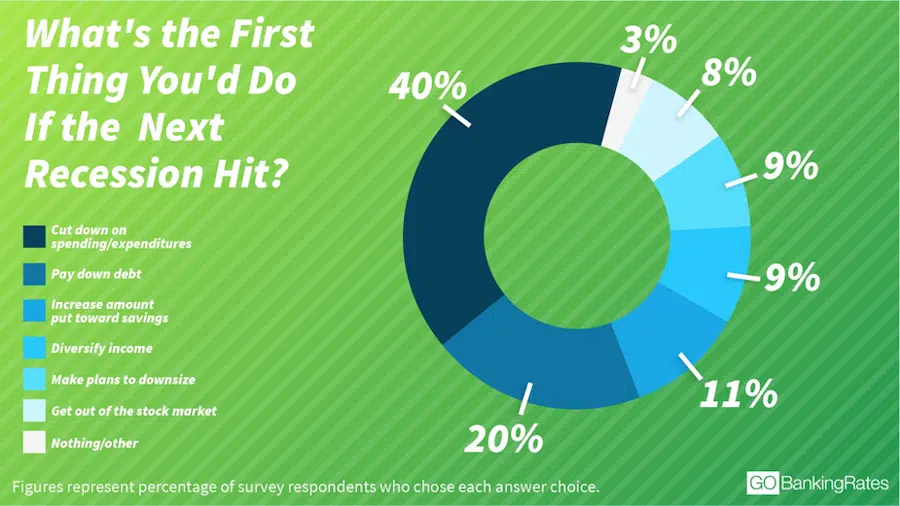 What's the First
Thing You'd Do
If the Next
Recession Hit?
Cut down on
spending/expenditures
Pay down debt
Increase amount
put toward savings
Diversify income
Make plans to downsize
Get out of the stock market
Nothing/other
40%
3%
8%
9%
9%
11%
20%
Figures represent percentage of survey respondents who chose each answer choice.
GOBankingRates